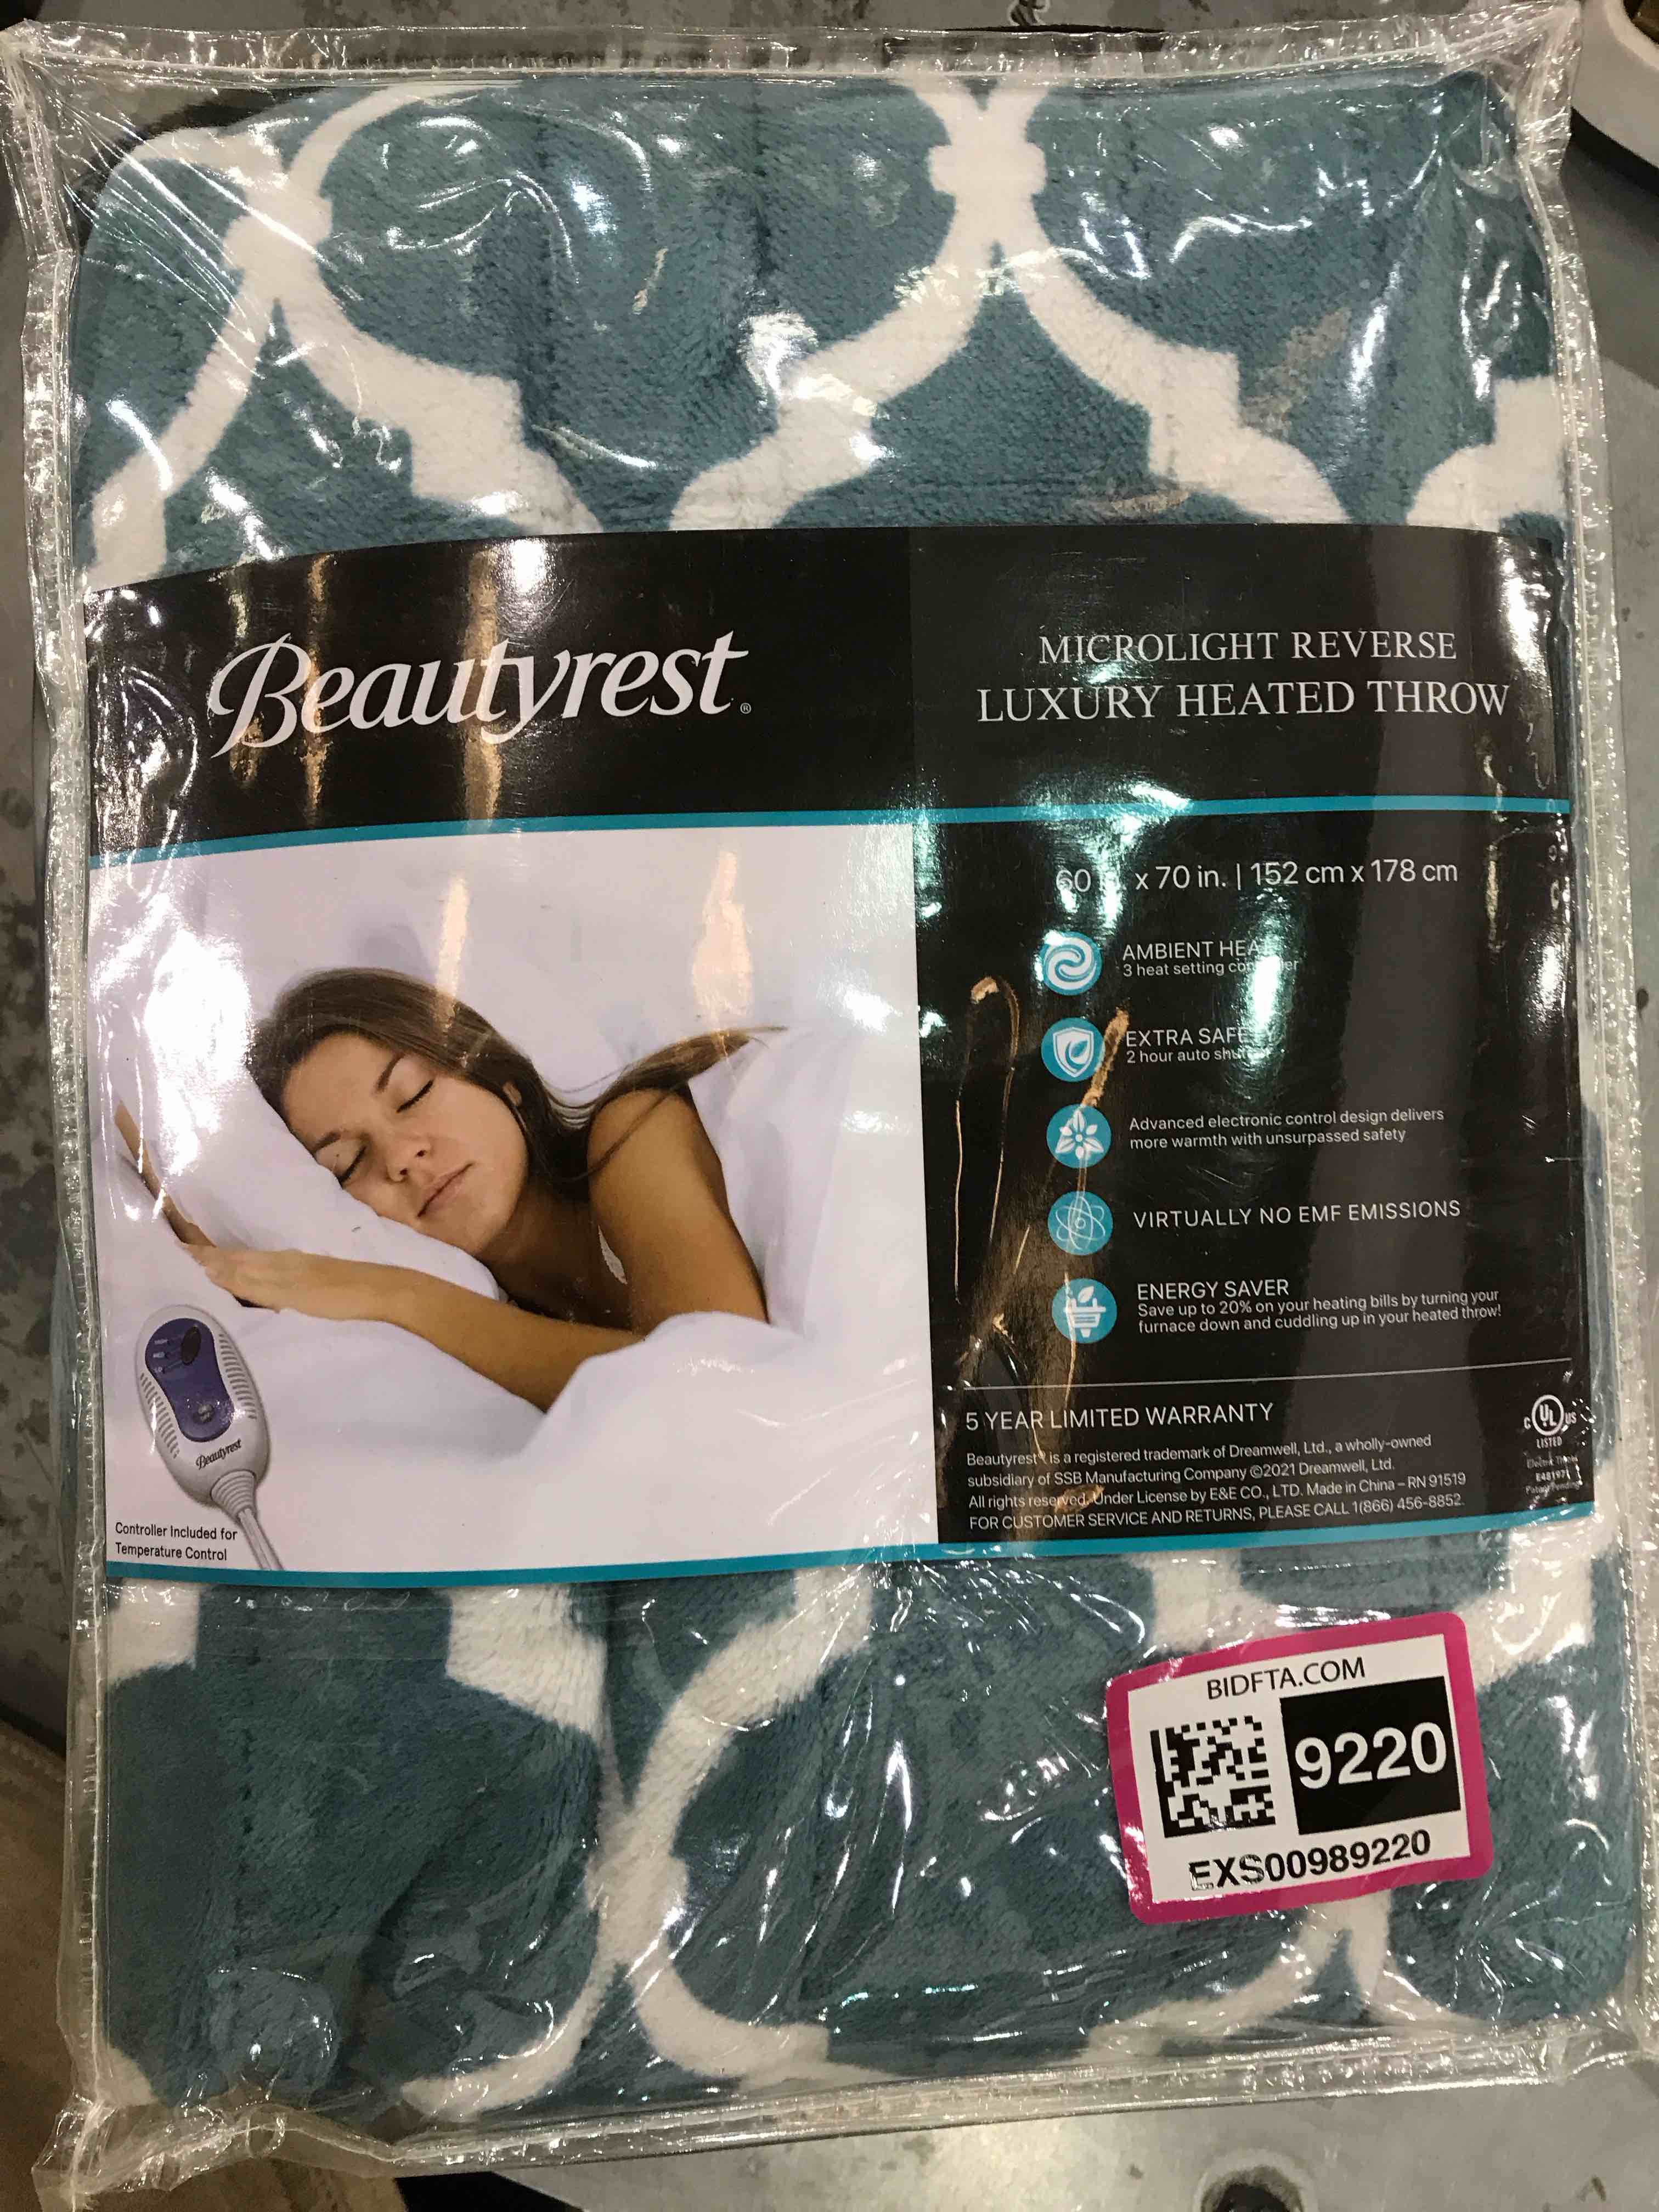 Beautyrest®
MICROLIGHT REVERSE
LUXURY HEATED THROW
60 x 70 in. | 152 cm x 178 cm
AMBIENT
3 heat setting
EXTRA SAFE
2 hour auto
Advanced electronic control design delivers
more warmth with unsurpassed safety
VIRTUALLY NO EMF EMISSIONS
ENERGY SAVER
Save up to 20% on your heating bills by turning your
furnace down and cuddling up in your heated throw!
5 YEAR LIMITED WARRANTY
Beautyrest® is a registered trademark of Dreamwell, Ltd., a wholly-owned
subsidiary of SSB Manufacturing Company ©2021 Dreamwell, Ltd.
All rights reserved. Under License by E&E CO., LTD. Made in China – RN 91519
FOR CUSTOMER SERVICE AND RETURNS, PLEASE CALL 1(866) 456-8852.
C UL US
LISTED
Patent Pending
Beautyrest
Controller Included for
Temperature Control
BIDFTA.COM
9220
EXS00989220